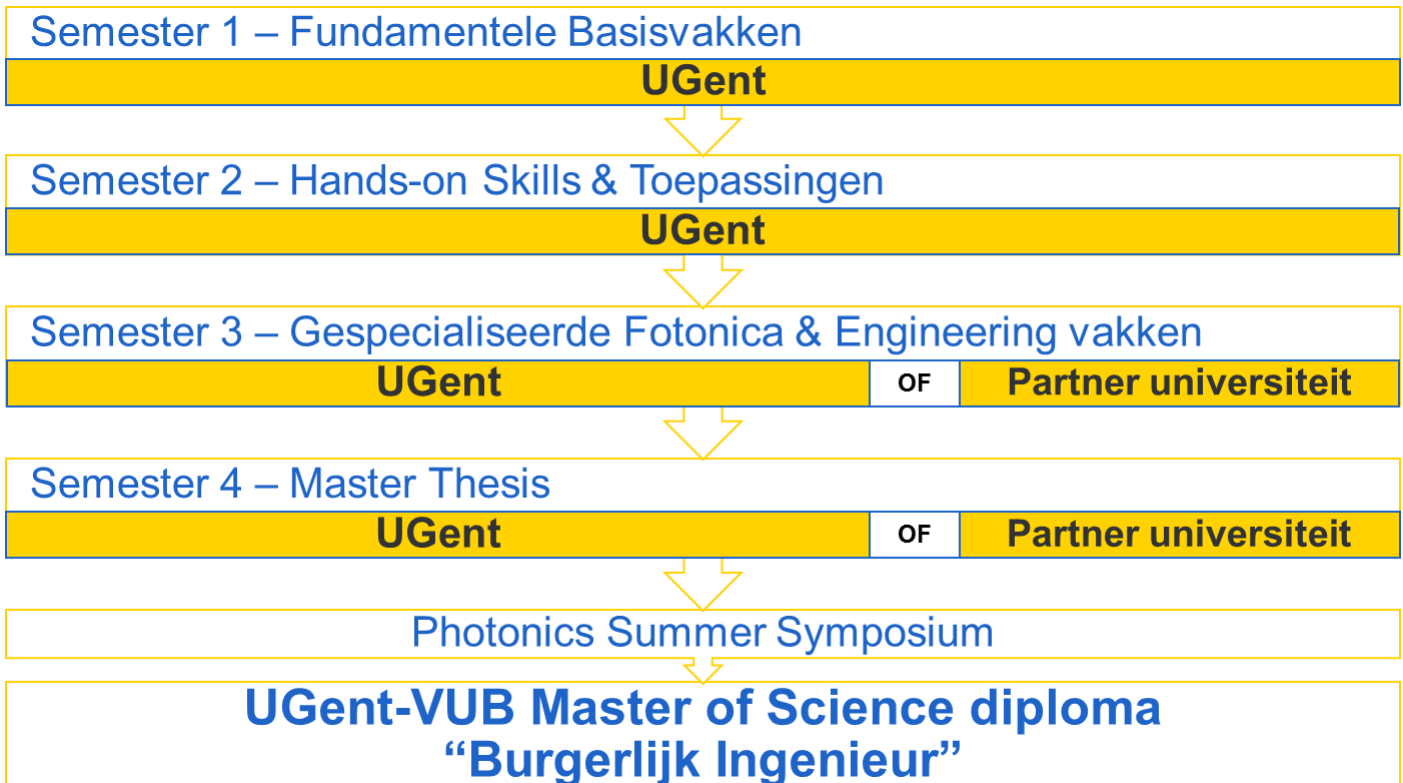 Semester 1 – Fundamentele Basisvakken
UGent
Semester 2 – Hands-on Skills & Toepassingen
UGent
Semester 3 – Gespecialiseerde Fotonica & Engineering vakken
UGent OF Partner universiteit
Semester 4 – Master Thesis
UGent OF Partner universiteit
Photonics Summer Symposium
UGent-VUB Master of Science diploma
“Burgerlijk Ingenieur”